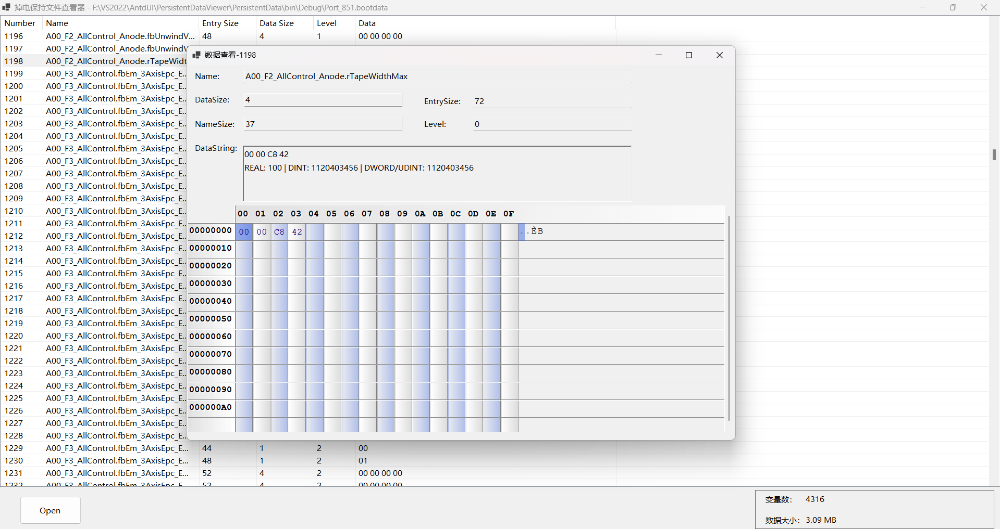 掉电保持文件查看器 - F:\VS2022\AntdUI\PersistentDataViewer\PersistentData\bin\Debug\Port_851.bootdata
Number Name Entry Size Data Size Level Data
1196 A00_F2_AllControl_Anode.fbUnwindV... 48 4 1 00 00 00 00
1197 A00_F2_AllControl_Anode.fbUnwindV
1198 A00_F2_AllControl_Anode.rTapeWidt
1199 A00_F3_AllControl.fbEm_3AxisEpc_E...
1200 A00_F3_AllControl.fbEm_3AxisEpc_E...
1201 A00_F3_AllControl.fbEm_3AxisEpc_E...
1202 A00_F3_AllControl.fbEm_3AxisEpc_E...
1203 A00_F3_AllControl.fbEm_3AxisEpc_E...
1204 A00_F3_AllControl.fbEm_3AxisEpc_E...
1205 A00_F3_AllControl.fbEm_3AxisEpc_E...
1206 A00_F3_AllControl.fbEm_3AxisEpc_E...
1207 A00_F3_AllControl.fbEm_3AxisEpc_E...
1208 A00_F3_AllControl.fbEm_3AxisEpc_E...
1209 A00_F3_AllControl.fbEm_3AxisEpc_E...
1210 A00_F3_AllControl.fbEm_3AxisEpc_E...
1211 A00_F3_AllControl.fbEm_3AxisEpc_E...
1212 A00_F3_AllControl.fbEm_3AxisEpc_E...
1213 A00_F3_AllControl.fbEm_3AxisEpc_E...
1214 A00_F3_AllControl.fbEm_3AxisEpc_E...
1215 A00_F3_AllControl.fbEm_3AxisEpc_E...
1216 A00_F3_AllControl.fbEm_3AxisEpc_E...
1217 A00_F3_AllControl.fbEm_3AxisEpc_E...
1218 A00_F3_AllControl.fbEm_3AxisEpc_E...
1219 A00_F3_AllControl.fbEm_3AxisEpc_E...
1220 A00_F3_AllControl.fbEm_3AxisEpc_E...
1221 A00_F3_AllControl.fbEm_3AxisEpc_E...
1222 A00_F3_AllControl.fbEm_3AxisEpc_E...
1223 A00_F3_AllControl.fbEm_3AxisEpc_E...
1224 A00_F3_AllControl.fbEm_3AxisEpc_E...
1225 A00_F3_AllControl.fbEm_3AxisEpc_E...
1226 A00_F3_AllControl.fbEm_3AxisEpc_E...
1227 A00_F3_AllControl.fbEm_3AxisEpc_E...
1228 A00_F3_AllControl.fbEm_3AxisEpc_E...
1229 A00_F3_AllControl.fbEm_3AxisEpc_E... 44 1 2 00
1230 A00_F3_AllControl.fbEm_3AxisEpc_E... 48 1 2 01
1231 A00_F3_AllControl.fbEm_3AxisEpc_E... 52 4 2 00 00 00 00
1232 A00_F3_AllControl.fbEm_3AxisEpc_E 52 4 2 00 00 00 00
数据查看-1198
Name: A00_F2_AllControl_Anode.rTapeWidthMax
DataSize: 4 EntrySize: 72
NameSize: 37 Level: 0
DataString: 00 00 C8 42
REAL: 100 | DINT: 1120403456 | DWORD/UDINT: 1120403456
00 01 02 03 04 05 06 07 08 09 0A 0B 0C 0D 0E 0F
00000000 00 00 C8 42 ..ÈB
00000010
00000020
00000030
00000040
00000050
00000060
00000070
00000080
00000090
000000A0
Open
变量数: 4316
数据大小: 3.09 MB